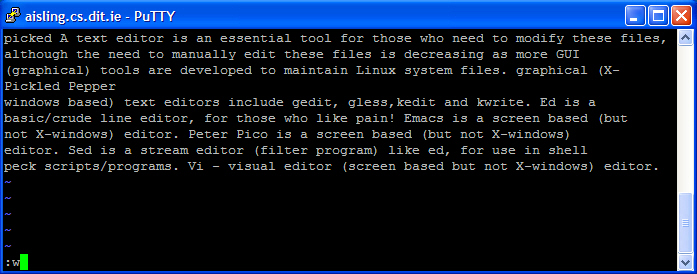 aisling.cs.dit.ie - PuTTY
picked A text editor is an essential tool for those who need to modify these files,
although the need to manually edit these files is decreasing as more GUI
(graphical) tools are developed to maintain Linux system files. graphical (X-
Pickled Pepper
windows based) text editors include gedit, gless,kedit and kwrite. Ed is a
basic/crude line editor, for those who like pain! Emacs is a screen based (but
not X-windows) editor. Peter Pico is a screen based (but not X-windows)
editor. Sed is a stream editor (filter program) like ed, for use in shell
peck scripts/programs. Vi - visual editor (screen based but not X-windows) editor.
~
~
~
~
:w